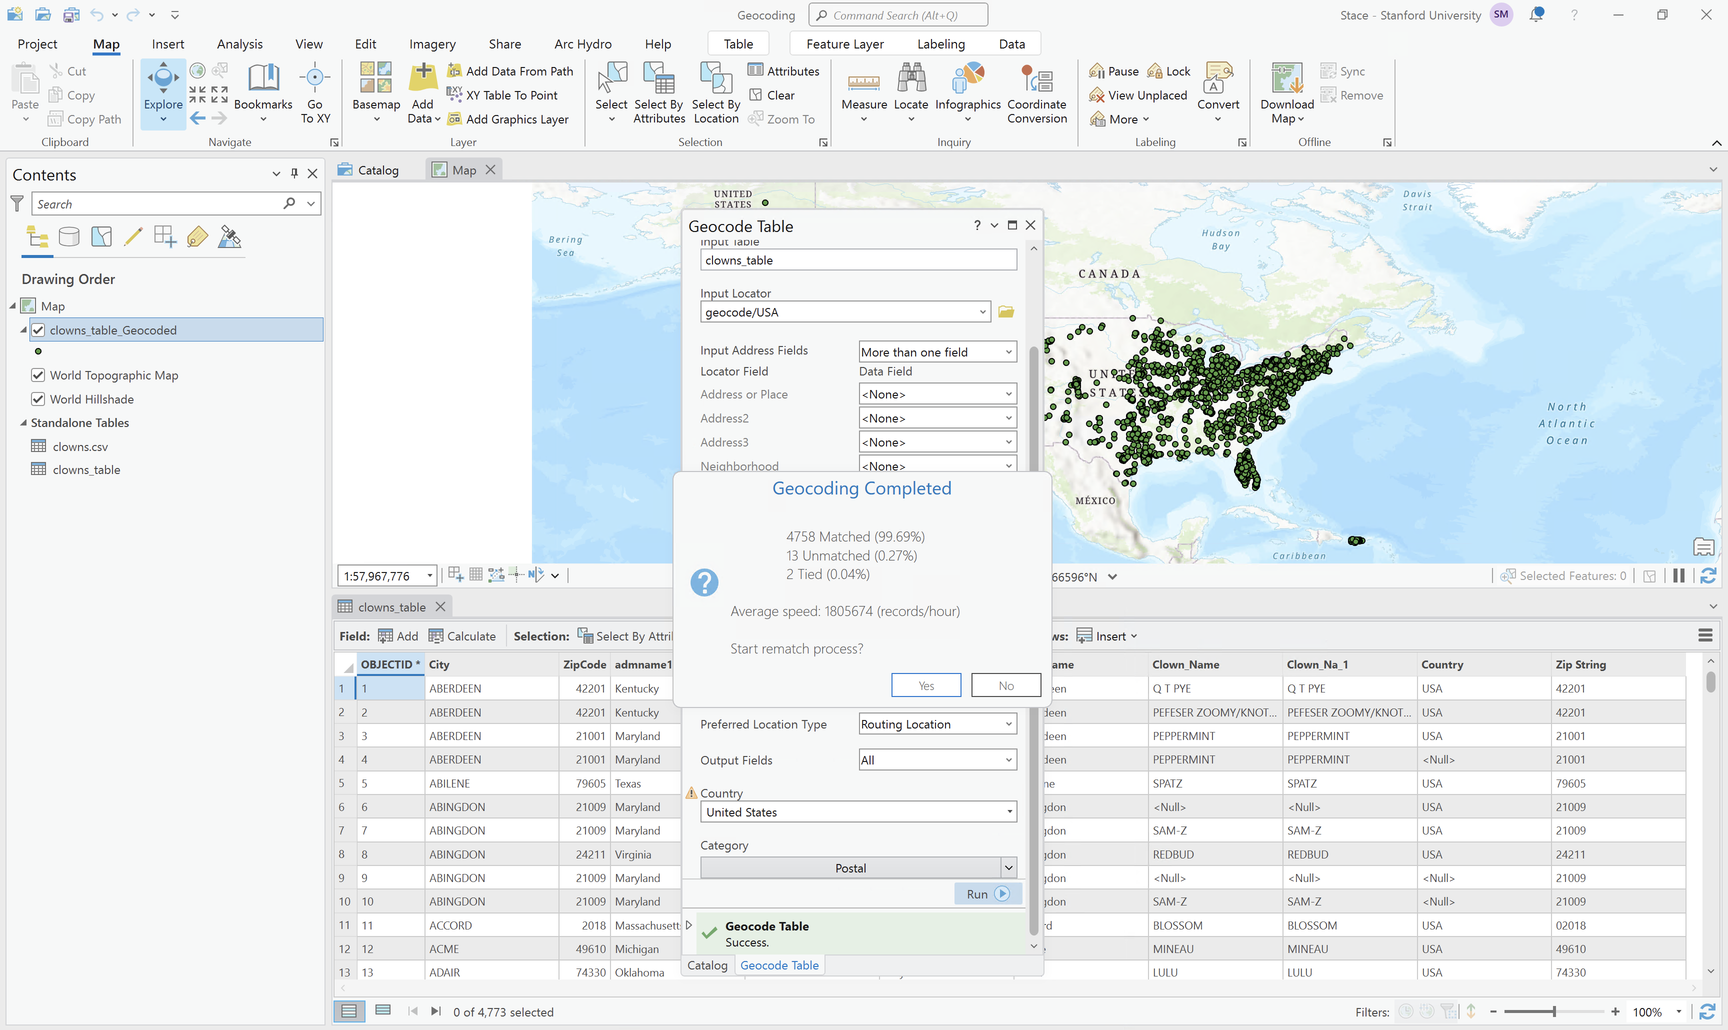 Geocoding
Command Search (Alt+Q)
Stace - Stanford University
SM
?
Project
Map
Insert
Analysis
View
Edit
Imagery
Share
Arc Hydro
Help
Table
Feature Layer
Labeling
Data
Paste
Cut
Copy
Copy Path
Clipboard
Explore
Bookmarks
Go
To XY
Navigate
Basemap
Add
Data
Add Data From Path
XY Table To Point
Add Graphics Layer
Layer
Select
Select By
Attributes
Select By
Location
Attributes
Clear
Zoom To
Selection
Measure
Locate
Infographics
Coordinate
Conversion
Inquiry
Pause
Lock
View Unplaced
More
Convert
Labeling
Download
Map
Sync
Remove
Offline
Contents
Search
Drawing Order
Map
clowns_table_Geocoded
World Topographic Map
World Hillshade
Standalone Tables
clowns.csv
clowns_table
Catalog
Map
UNITED
STATES
Bering
Sea
Davis
Strait
Hudson
Bay
CANADA
UNIT
STAT
North
Atlantic
Ocean
MÉXICO
Caribbean
Geocode Table
?
Input Table
clowns_table
Input Locator
geocode/USA
Input Address Fields
More than one field
Locator Field
Data Field
Address or Place
<None>
Address2
<None>
Address3
<None>
Neighborhood
<None>
Geocoding Completed
4758 Matched (99.69%)
13 Unmatched (0.27%)
2 Tied (0.04%)
Average speed: 1805674 (records/hour)
Start rematch process?
Yes
No
Preferred Location Type
Routing Location
Output Fields
All
Country
United States
Category
Postal
Run
Geocode Table
Success.
Catalog
Geocode Table
1:57,967,776
66596°N
Selected Features: 0
clowns_table
Field:
Add
Calculate
Selection:
Select By Attri
ws:
Insert
OBJECTID * City ZipCode admname1 ame Clown_Name Clown_Na_1 Country Zip String
1 1 ABERDEEN 42201 Kentucky en Q T PYE Q T PYE USA 42201
2 2 ABERDEEN 42201 Kentucky deen PEFESER ZOOMY/KNOT... PEFESER ZOOMY/KNOT... USA 42201
3 3 ABERDEEN 21001 Maryland deen PEPPERMINT PEPPERMINT USA 21001
4 4 ABERDEEN 21001 Maryland deen PEPPERMINT PEPPERMINT <Null> 21001
5 5 ABILENE 79605 Texas ne SPATZ SPATZ USA 79605
6 6 ABINGDON 21009 Maryland gdon <Null> <Null> USA 21009
7 7 ABINGDON 21009 Maryland gdon SAM-Z SAM-Z USA 21009
8 8 ABINGDON 24211 Virginia gdon REDBUD REDBUD USA 24211
9 9 ABINGDON 21009 Maryland gdon <Null> <Null> USA 21009
10 10 ABINGDON 21009 Maryland gdon SAM-Z SAM-Z <Null> 21009
11 11 ACCORD 2018 Massachusett rd BLOSSOM BLOSSOM USA 02018
12 12 ACME 49610 Michigan MINEAU MINEAU USA 49610
13 13 ADAIR 74330 Oklahoma LULU LULU USA 74330
0 of 4,773 selected
Filters:
100%